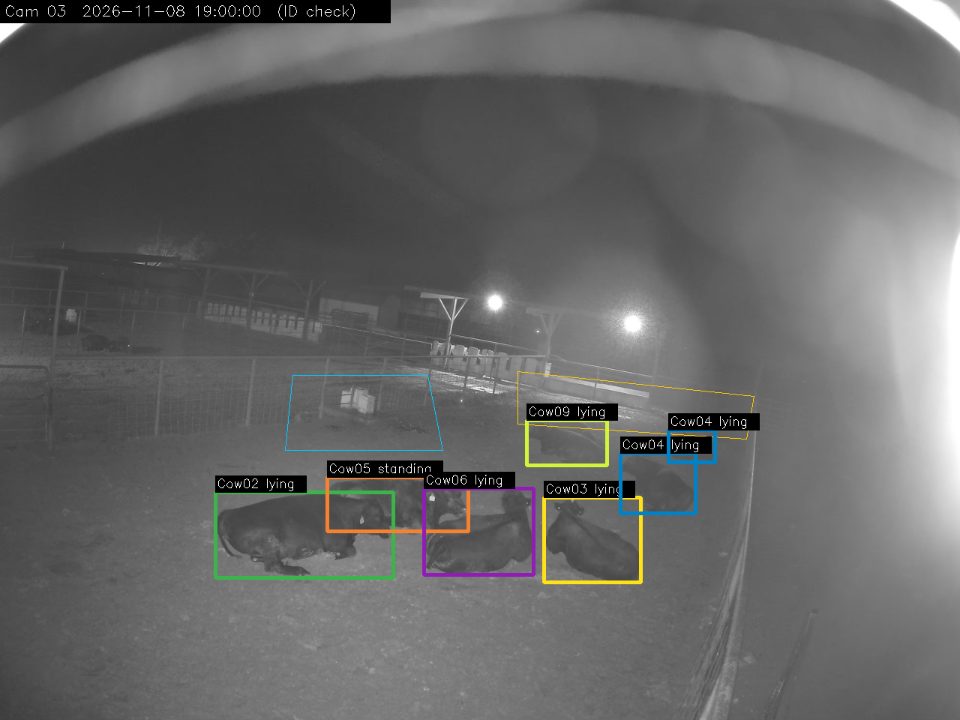 Cam 03 2026-11-08 19:00:00 (ID check)
Cow09 lying
Cow04 lying
Cow04 lying
Cow05 standing
Cow06 lying
Cow02 lying
Cow03 lying